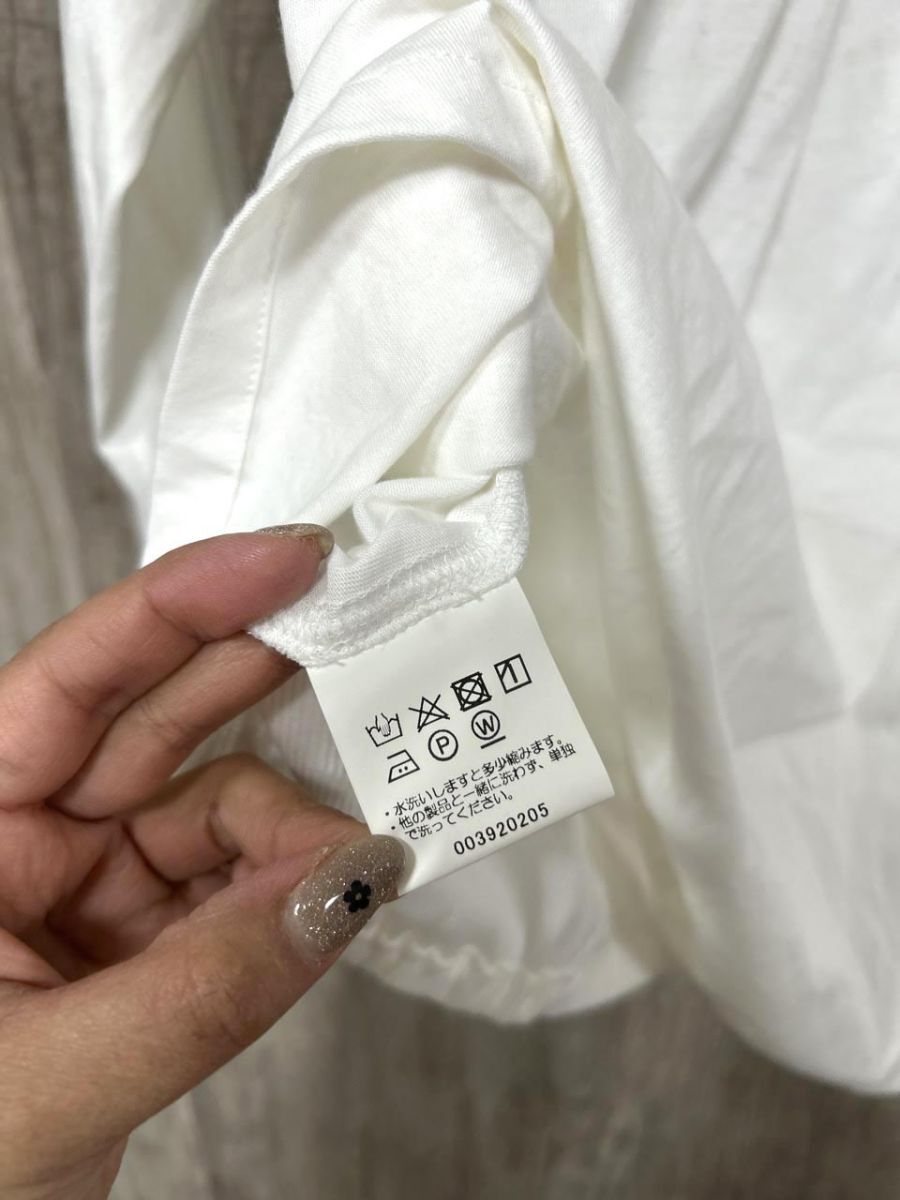 P W
・水洗いしますと多少縮みます。
・他の製品と一緒に洗わず、単独
で洗ってください。
003920205